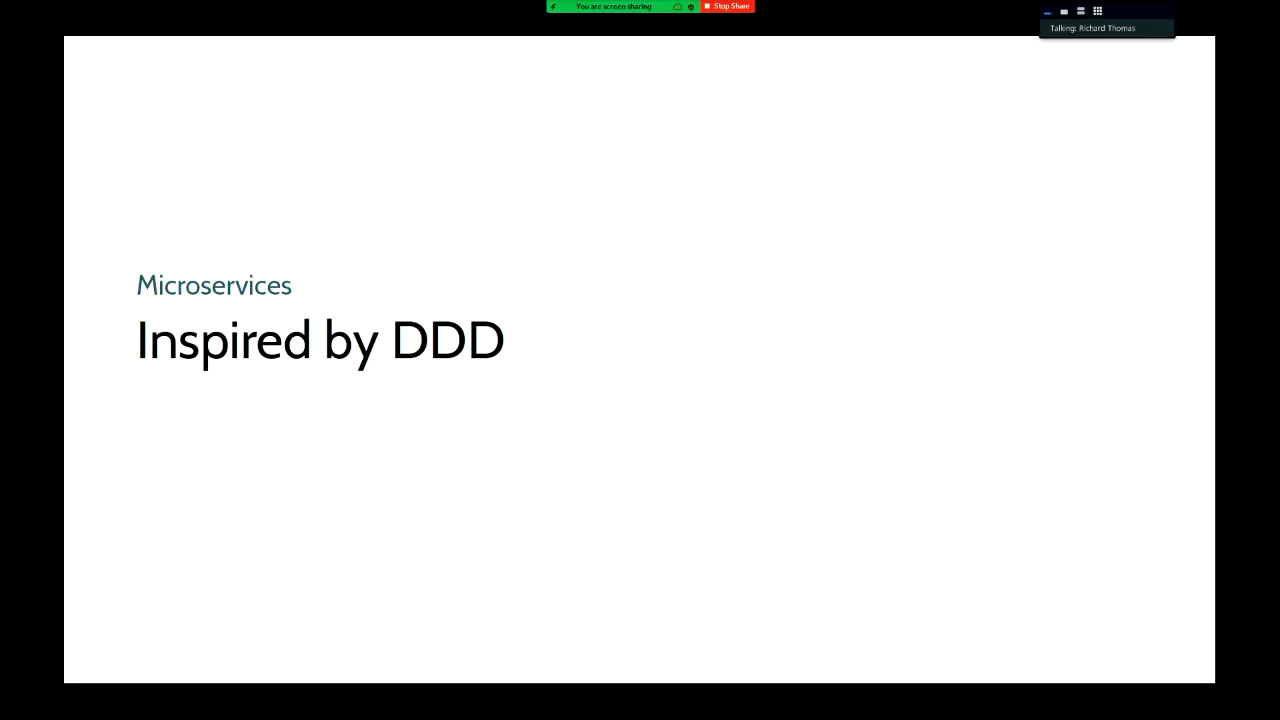 You are screen sharing
Stop Share
Talking: Richard Thomas
Microservices
Inspired by DDD